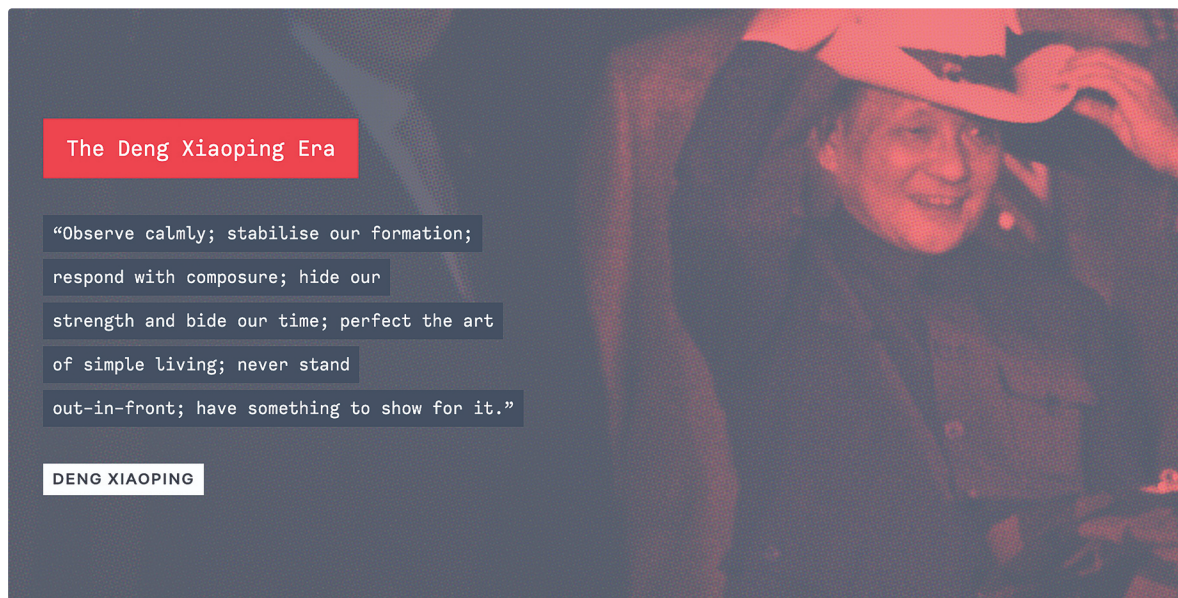 The Deng Xiaoping Era
“Observe calmly; stabilise our formation;
respond with composure; hide our
strength and bide our time; perfect the art
of simple living; never stand
out-in-front; have something to show for it.”
DENG XIAOPING